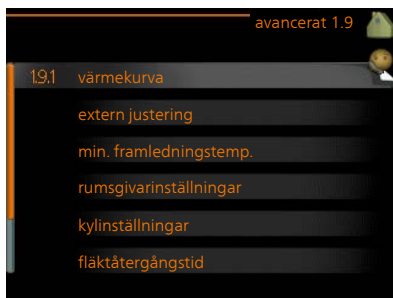 avancerat 1.9
1.9.1 värmekurva
extern justering
min. framledningstemp.
rumsgivarinställningar
kylinställningar
fläktåtergångstid